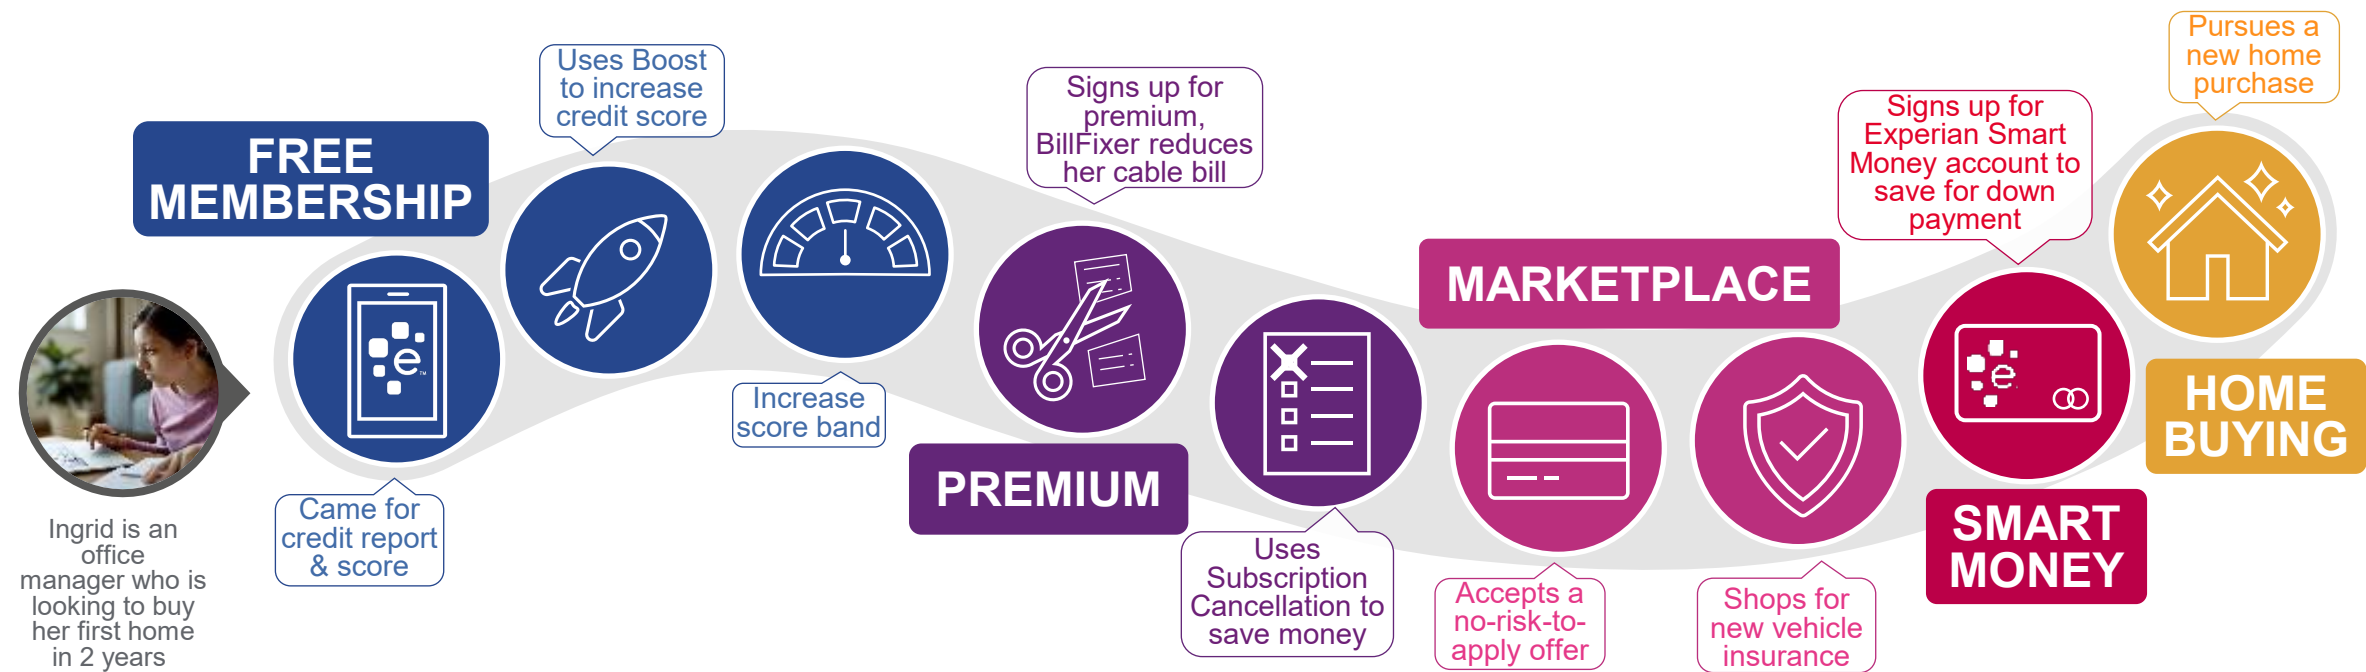 Ingrid is an
office
manager who is
looking to buy
her first home
in 2 years
FREE
MEMBERSHIP
e™
Came for
credit report
& score
Uses Boost
to increase
credit score
Increase
score band
PREMIUM
Signs up for
premium,
BillFixer reduces
her cable bill
Uses
Subscription
Cancellation to
save money
MARKETPLACE
Accepts a
no-risk-to-
apply offer
Shops for
new vehicle
insurance
SMART
MONEY
Signs up for
Experian Smart
Money account to
save for down
payment
e
HOME
BUYING
Pursues a
new home
purchase